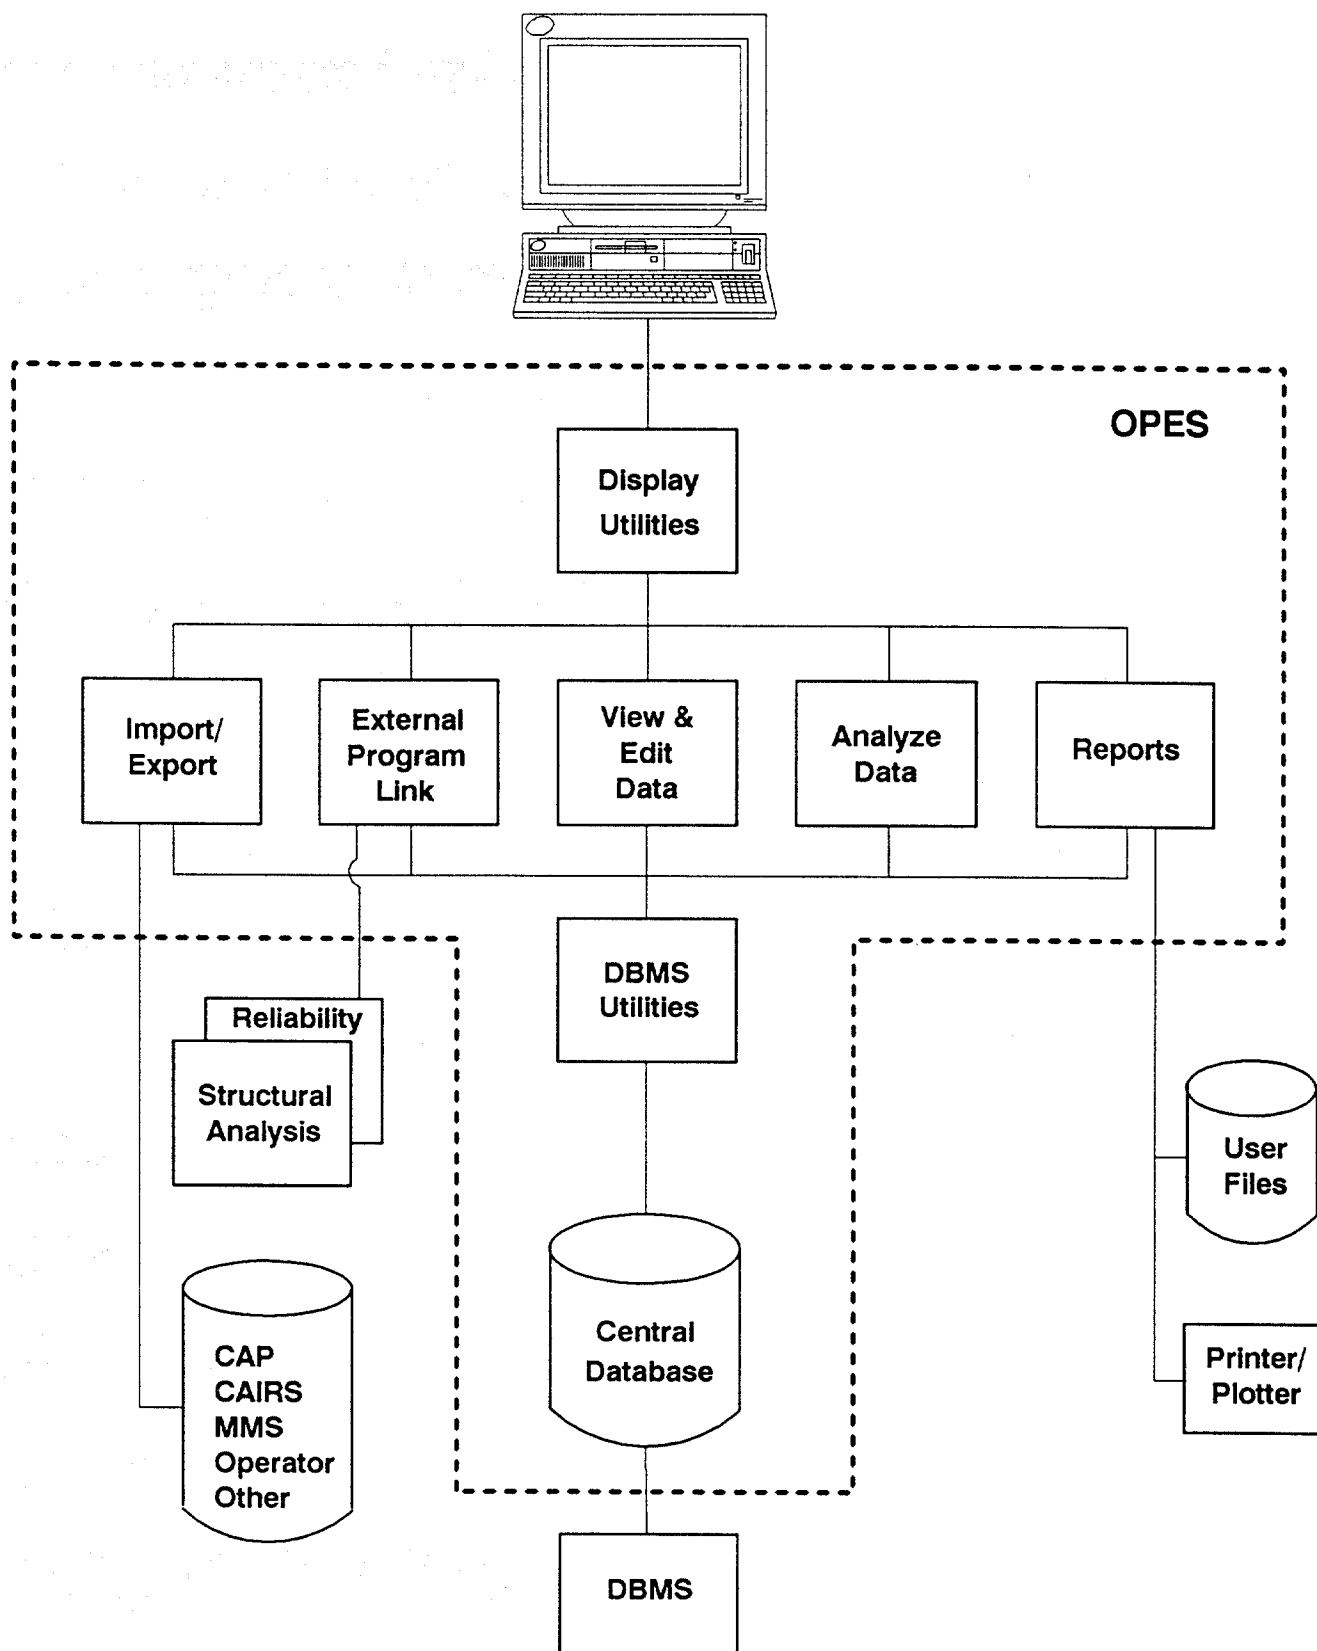 OPES
Display
Utilities
Import/
Export
External
Program
Link
View &
Edit
Data
Analyze
Data
Reports
DBMS
Utilities
Reliability
Structural
Analysis
User
Files
CAP
CAIRS
MMS
Operator
Other
Central
Database
Printer/
Plotter
DBMS